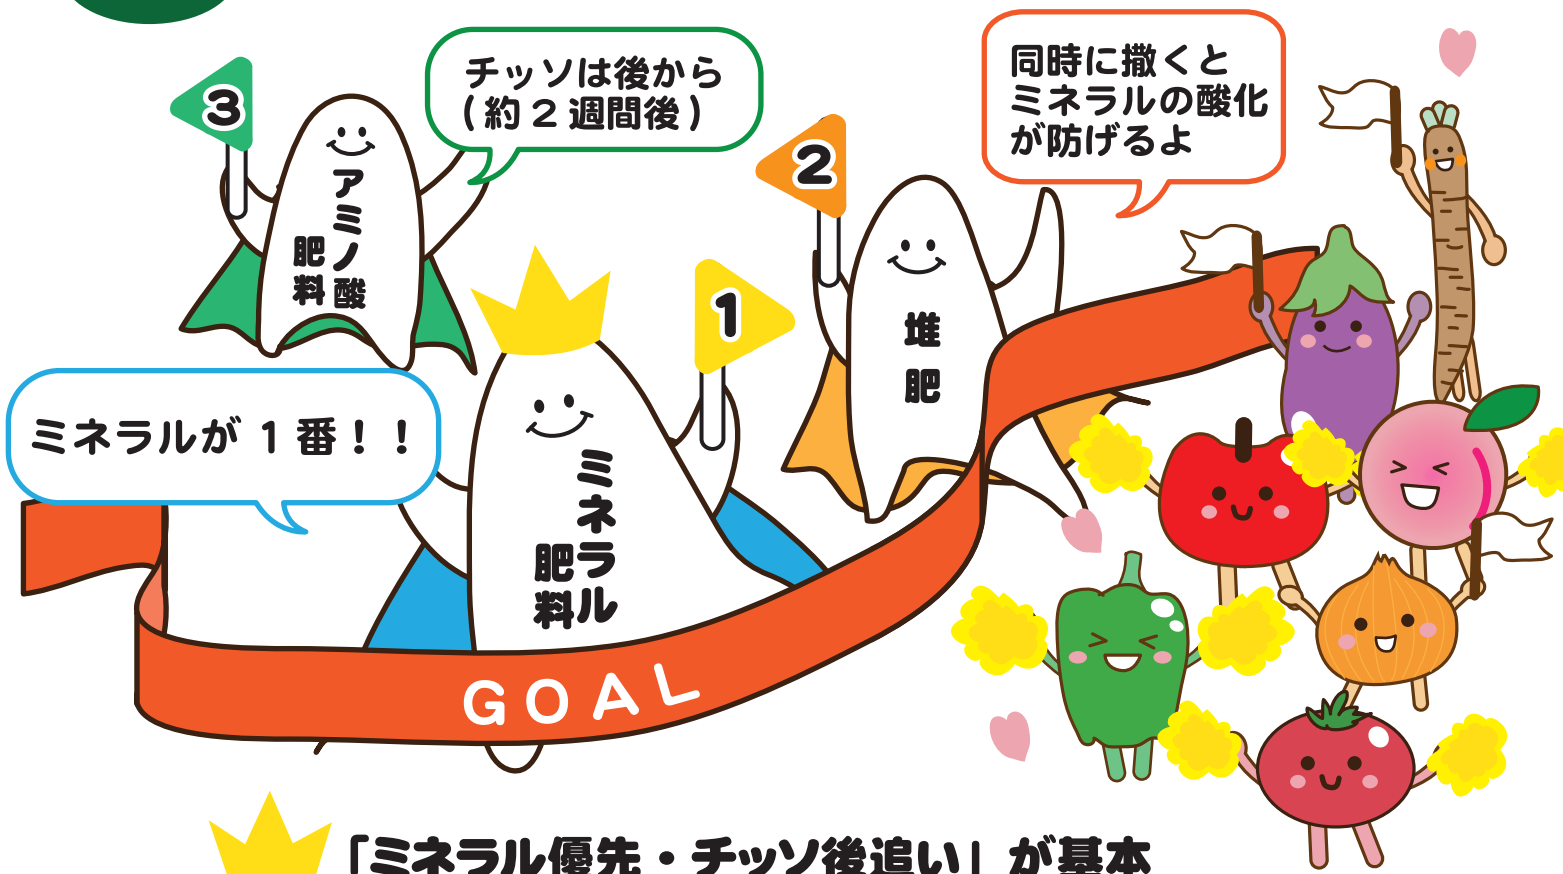 3
チッソは後から
(約2週間後)
アミノ酸
肥料
2
同時に撒くと
ミネラルの酸化
が防げるよ
堆肥
1
ミネラルが1番！！
ミネラル
肥料
GOAL
「ミネラル優先・チッソ後追い」が基本